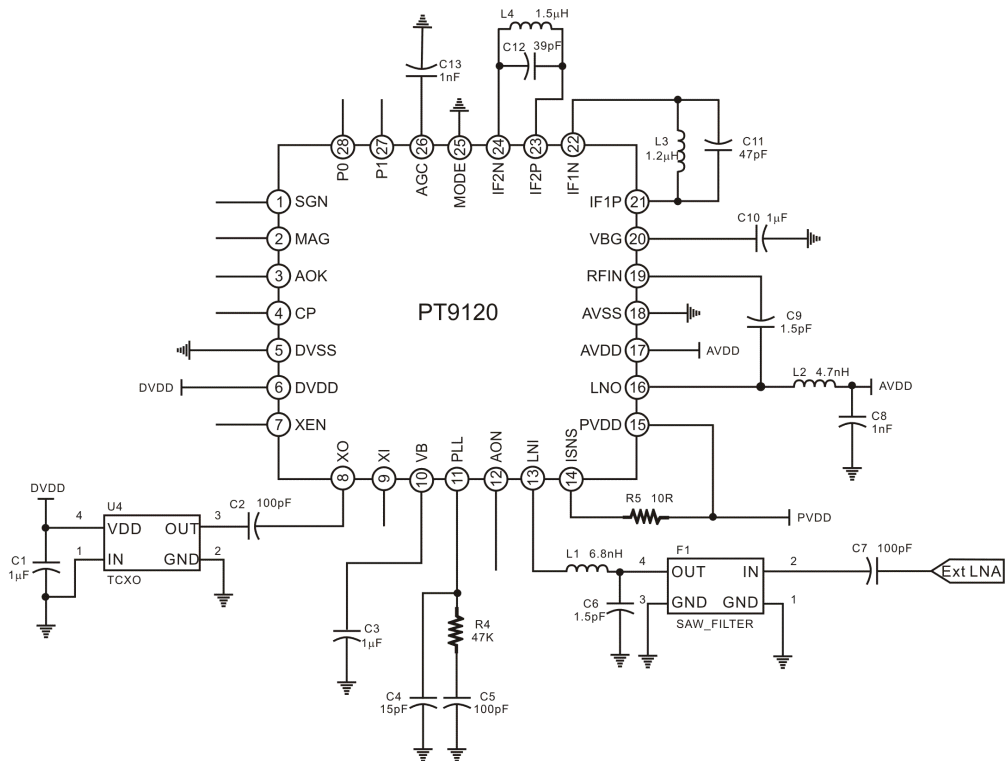 L4 1.5µH
C12 39pF
C13
1nF
28 27 26 25 24 23 22
P0 P1 AGC MODE IF2N IF2P IF1N
L3
1.2µH
C11
47pF
1 SGN
IF1P 21
C10 1µF
2 MAG
VBG 20
3 AOK
RFIN 19
4 CP
PT9120
AVSS 18
C9
1.5pF
5 DVSS
AVDD 17
AVDD
DVDD
6 DVDD
LNO 16
L2 4.7nH
AVDD
7 XEN
PVDD 15
C8
1nF
XO XI VB PLL AON LNI ISNS
8 9 10 11 12 13 14
DVDD
U4
C2 100pF
R5 10R
PVDD
4 VDD OUT 3
C1
1µF
1 IN GND 2
TCXO
L1 6.8nH
F1
C7 100pF
4 OUT IN 2
Ext LNA
C6
1.5pF
3 GND GND 1
SAW_FILTER
C3
1µF
R4
47K
C4
15pF
C5
100pF